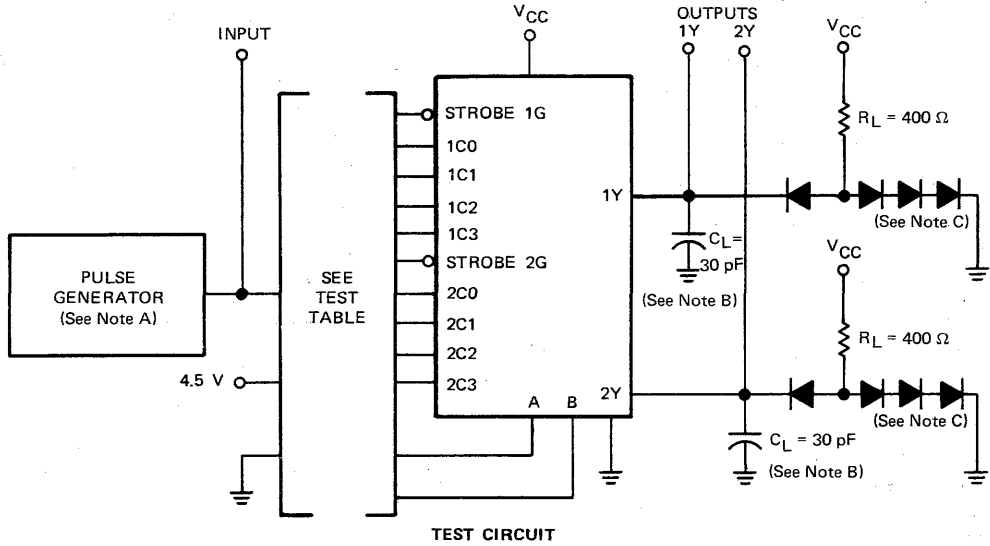 INPUT
VCC
OUTPUTS
1Y 2Y
VCC
RL = 400 Ω
STROBE 1G
1C0
1C1
1C2
1C3
STROBE 2G
2C0
2C1
2C2
2C3
A B
1Y
2Y
CL =
30 pF
(See Note B)
(See Note C)
VCC
RL = 400 Ω
(See Note C)
CL = 30 pF
(See Note B)
PULSE
GENERATOR
(See Note A)
SEE
TEST
TABLE
4.5 V
TEST CIRCUIT